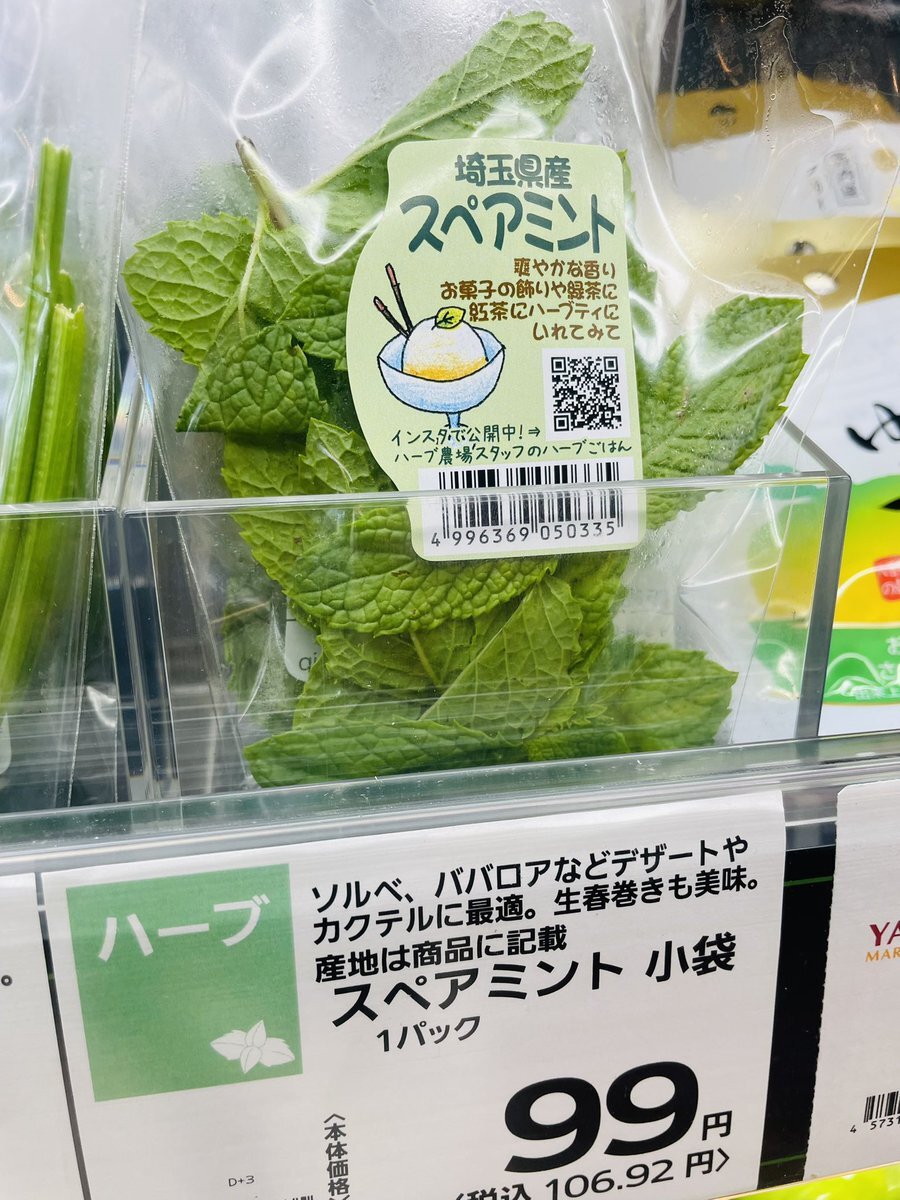 埼玉県産
スペアミント
爽やかな香り
お菓子の飾りや緑茶に
紅茶にハーブティに
いれてみて
インスタで公開中!⇒
ハーブ農場スタッフのハーブごはん
4 996369 050335
ハーブ
ソルベ、ババロアなどデザートや
カクテルに最適。生春巻きも美味。
産地は商品に記載
スペアミント 小袋
1パック
〈本体価格〉
99円
〈税込 106.92 円〉
D+3
YA
MAR
4 5731